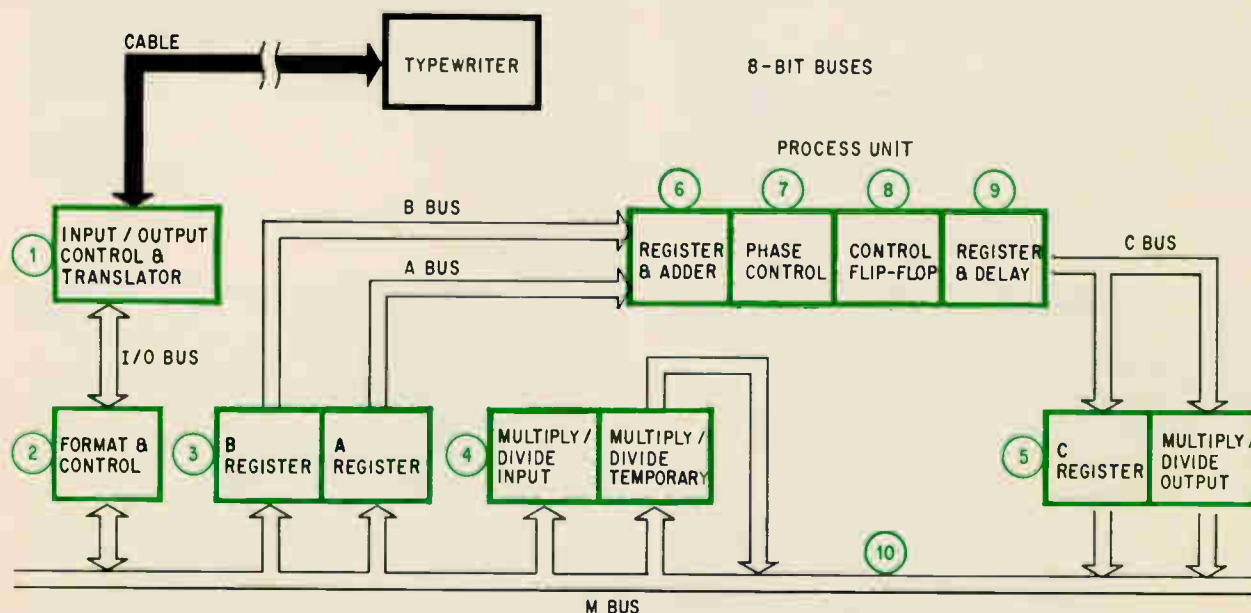 CABLE
TYPEWRITER
8-BIT BUSES
PROCESS UNIT
6
7
8
9
B BUS
A BUS
C BUS
1
INPUT / OUTPUT
CONTROL &
TRANSLATOR
REGISTER
& ADDER
PHASE
CONTROL
CONTROL
FLIP-FLOP
REGISTER
& DELAY
I/O BUS
2
FORMAT &
CONTROL
3
B
REGISTER
A
REGISTER
4
MULTIPLY /
DIVIDE
INPUT
MULTIPLY /
DIVIDE
TEMPORARY
5
C
REGISTER
MULTIPLY /
DIVIDE
OUTPUT
10
M BUS